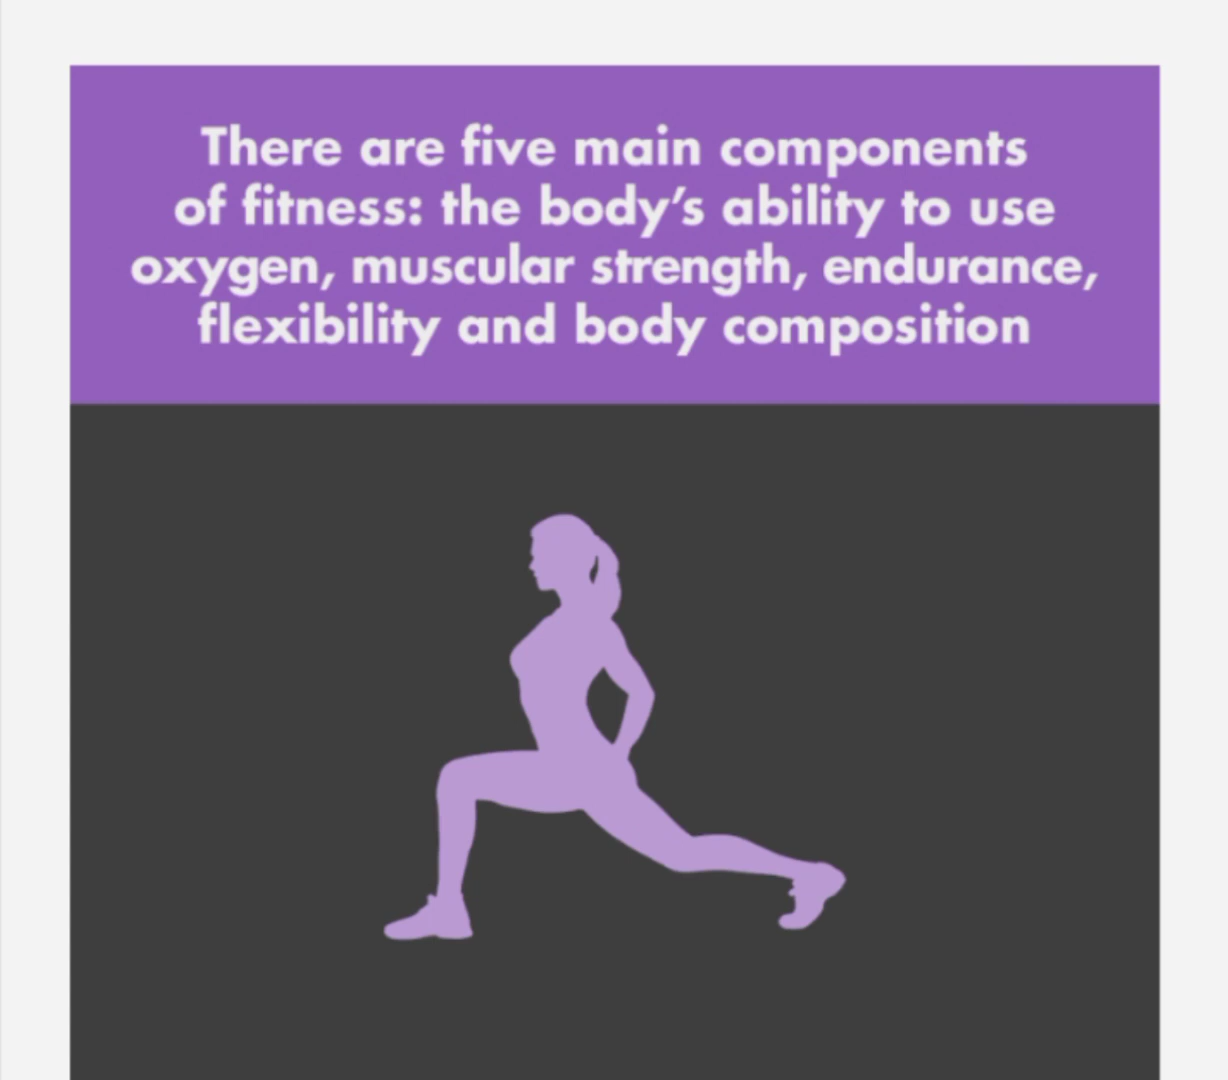 There are five main components
of fitness: the body's ability to use
oxygen, muscular strength, endurance,
flexibility and body composition